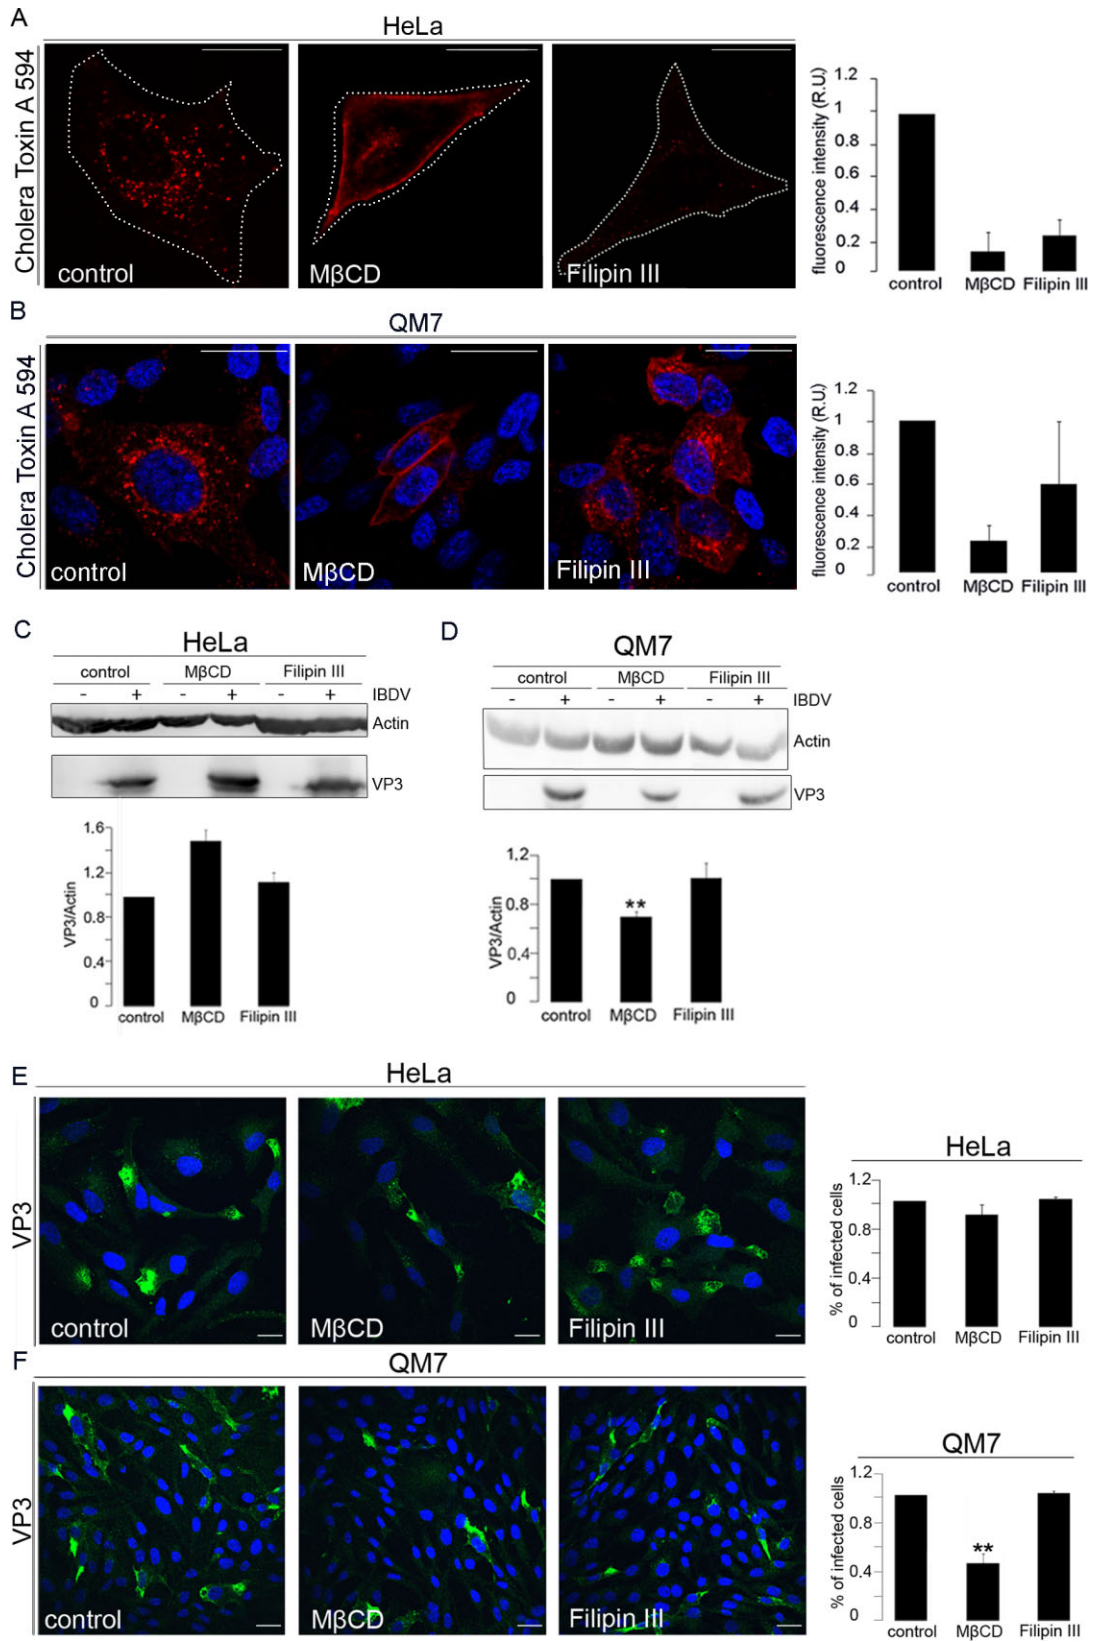 A
HeLa
Cholera Toxin A 594
control
MβCD
Filipin III
fluorescence intensity (R.U.)
1.2
1
0.8
0.6
0.4
0.2
0
control MβCD Filipin III
B
QM7
Cholera Toxin A 594
control
MβCD
Filipin III
fluorescence intensity (R.U.)
1.2
1
0.8
0.6
0.4
0.2
0
control MβCD Filipin III
C
HeLa
control MβCD Filipin III
- + - + - + IBDV
Actin
VP3
VP3/Actin
1.6
1.2
0.8
0.4
0
control MβCD Filipin III
D
QM7
control MβCD Filipin III
- + - + - + IBDV
Actin
VP3
VP3/Actin
1.2
0.8
0.4
0
**
control MβCD Filipin III
E
HeLa
VP3
control
MβCD
Filipin III
HeLa
% of infected cells
1.2
0.8
0.4
0
control MβCD Filipin III
F
QM7
VP3
control
MβCD
Filipin III
QM7
% of infected cells
1.2
0.8
0.4
0
**
control MβCD Filipin III